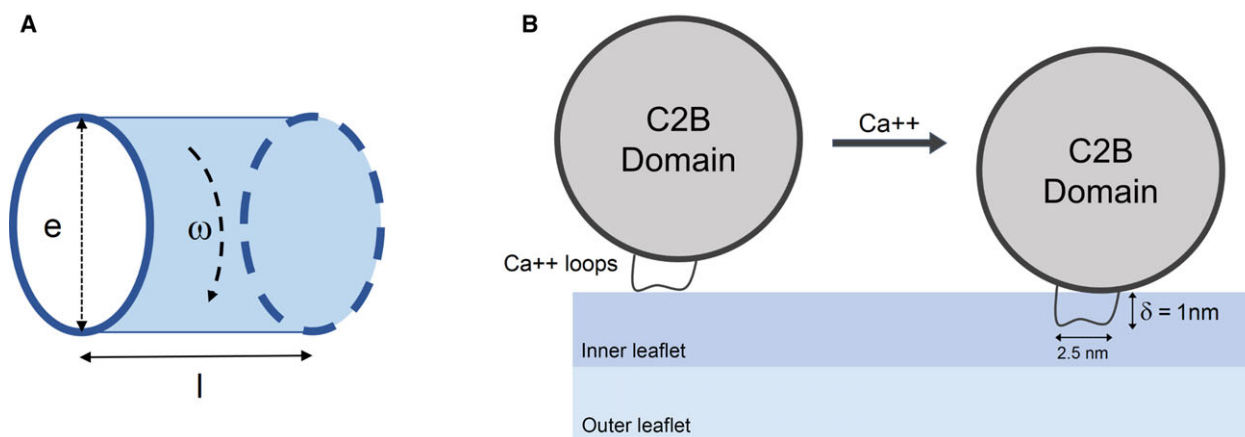 A
e
ω
l
B
C2B
Domain
Ca++
C2B
Domain
Ca++ loops
δ = 1nm
2.5 nm
Inner leaflet
Outer leaflet